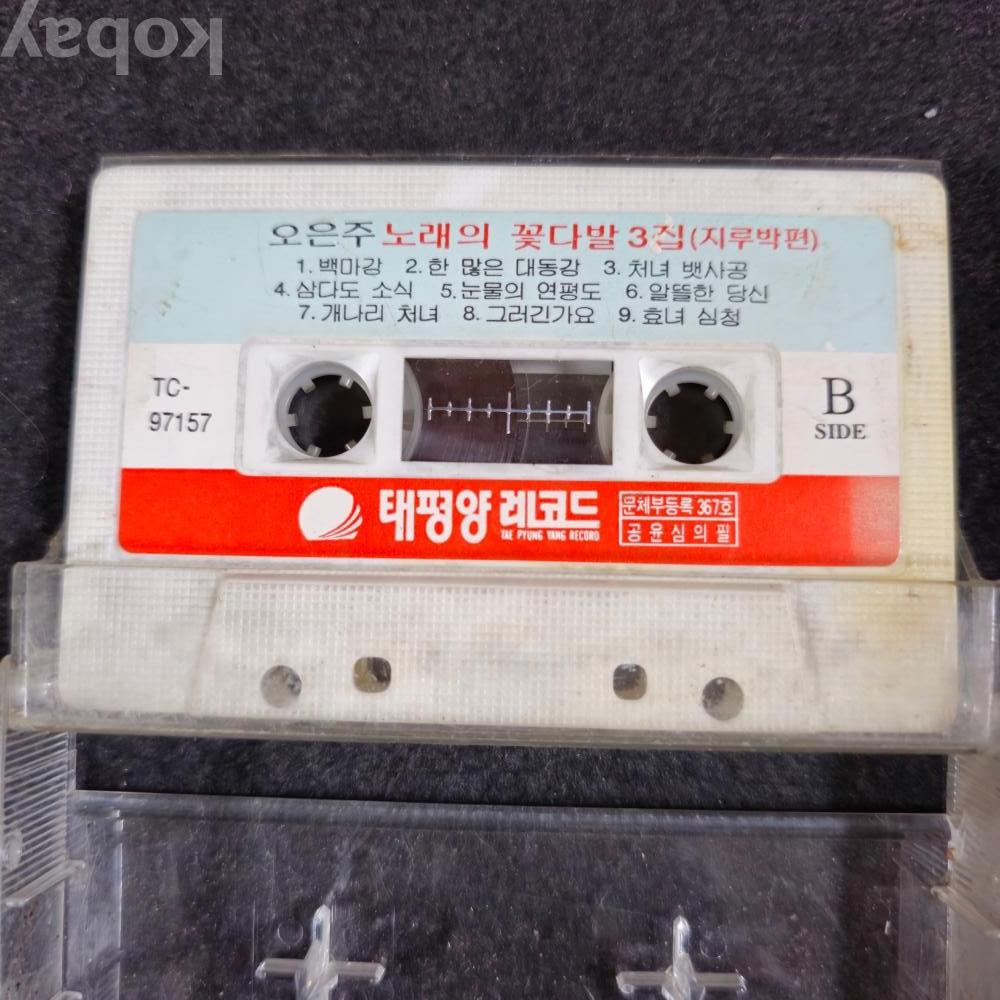 kobay
오은주 노래의 꽃다발 3집(지루박편)
1. 백마강 2. 한 많은 대동강 3. 처녀 뱃사공
4. 삼다도 소식 5. 눈물의 연평도 6. 알뜰한 당신
7. 개나리 처녀 8. 그러긴가요 9. 효녀 심청
TC-
97157
B
SIDE
태평양 레코드
TAE PYUNG YANG RECORD
문체부등록 367호
공윤심의필